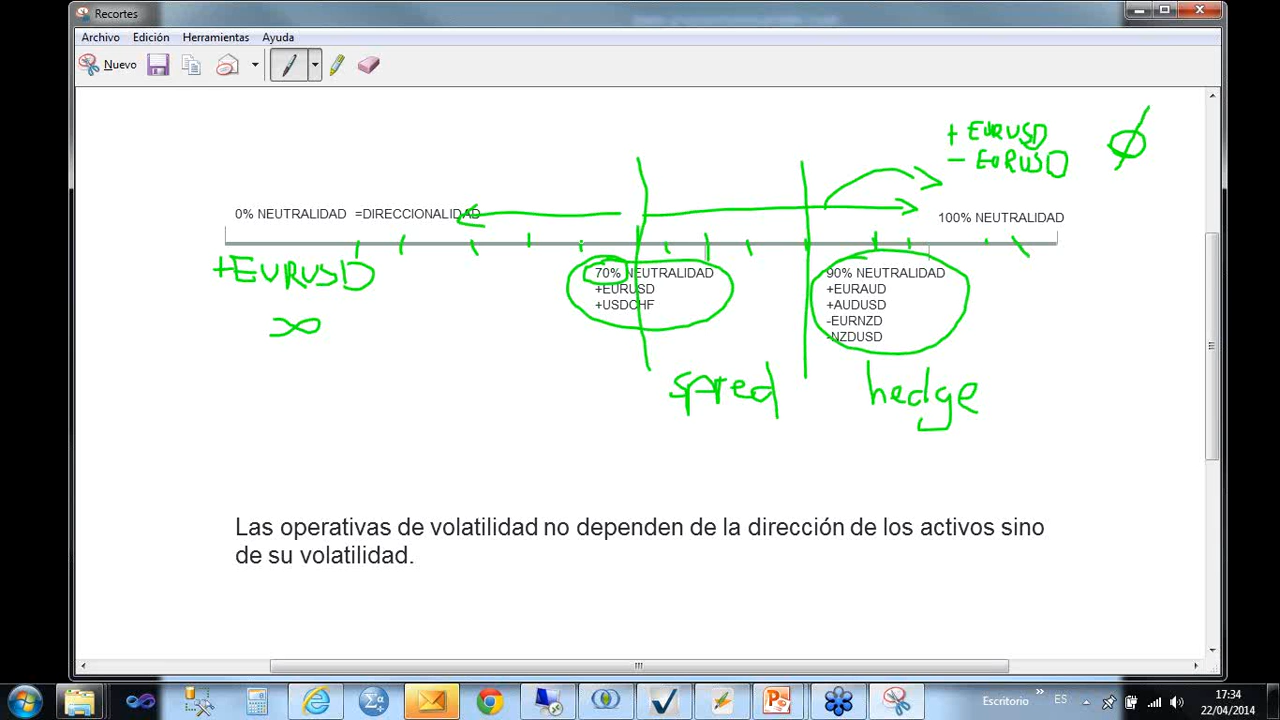 Recortes
Archivo Edición Herramientas Ayuda
Nuevo
+EURUSD
-EURUSD
Ø
0% NEUTRALIDAD =DIRECCIONALIDAD
100% NEUTRALIDAD
+EURUSD
∞
70% NEUTRALIDAD
+EURUSD
+USDCHF
90% NEUTRALIDAD
+EURAUD
+AUDUSD
-EURNZD
-NZDUSD
spred
hedge
Las operativas de volatilidad no dependen de la dirección de los activos sino
de su volatilidad.
Escritorio
ES
17:34
22/04/2014